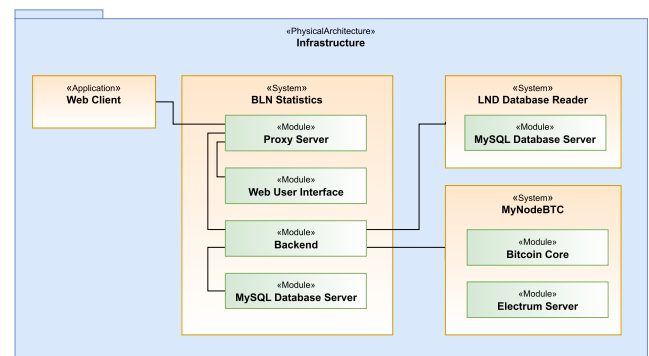 «PhysicalArchitecture»
Infrastructure
«Application»
Web Client
«System»
BLN Statistics
«Module»
Proxy Server
«Module»
Web User Interface
«Module»
Backend
«Module»
MySQL Database Server
«System»
LND Database Reader
«Module»
MySQL Database Server
«System»
MyNodeBTC
«Module»
Bitcoin Core
«Module»
Electrum Server